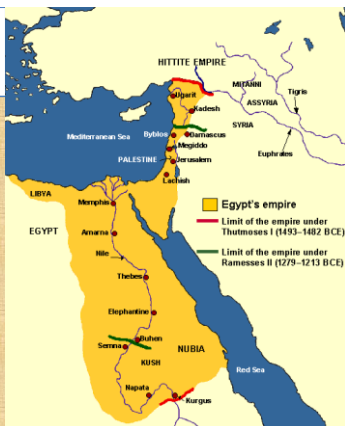 HITTITE EMPIRE
MITANNI
Ugarit
ASSYRIA
Tigris
Kadesh
SYRIA
Mediterranean Sea
Byblos
Damascus
Megiddo
PALESTINE
Jerusalem
Euphrates
Lachish
LIBYA
Memphis
EGYPT
Amarna
Nile
Thebes
Elephantine
Buhen
Semna
NUBIA
KUSH
Napata
Kurgus
Red Sea
Egypt's empire
Limit of the empire under
Thutmoses I (1493–1482 BCE)
Limit of the empire under
Ramesses II (1279–1213 BCE)